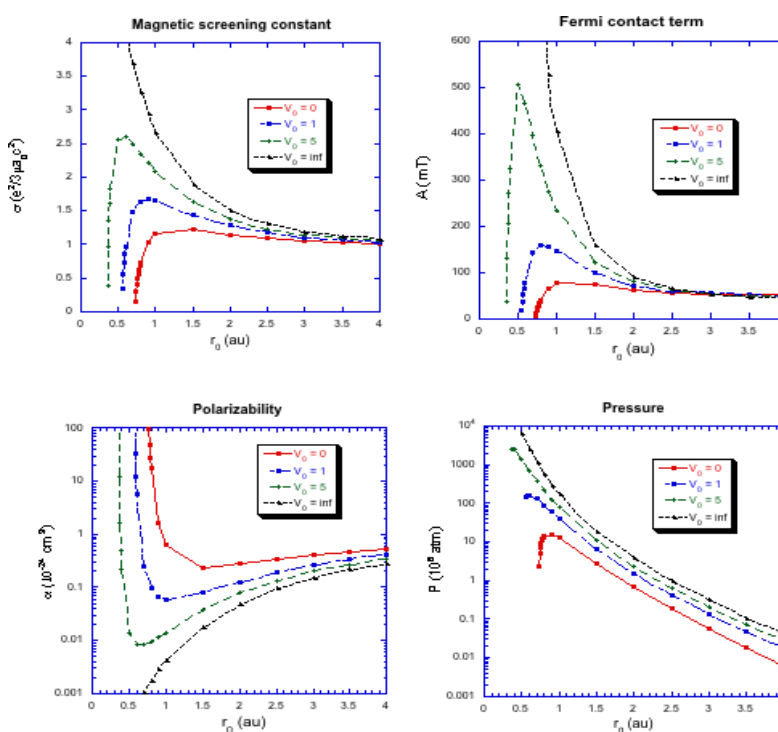 Magnetic screening constant
σ (e²/3μa₀c²)
4
3.5
3
2.5
2
1.5
1
0.5
0
V₀ = 0
V₀ = 1
V₀ = 5
V₀ = inf
0 0.5 1 1.5 2 2.5 3 3.5 4
r₀ (au)
Fermi contact term
A (mT)
600
500
400
300
200
100
0
V₀ = 0
V₀ = 1
V₀ = 5
V₀ = inf
0 0.5 1 1.5 2 2.5 3 3.5 4
r₀ (au)
Polarizability
α (10⁻²⁴ cm³)
100
10
1
0.1
0.01
0.001
V₀ = 0
V₀ = 1
V₀ = 5
V₀ = inf
0 0.5 1 1.5 2 2.5 3 3.5 4
r₀ (au)
Pressure
10⁴
1000
100
10
1
0.1
0.01
0.001
V₀ = 0
V₀ = 1
V₀ = 5
V₀ = inf
0 0.5 1 1.5 2 2.5 3 3.5 4
r₀ (au)